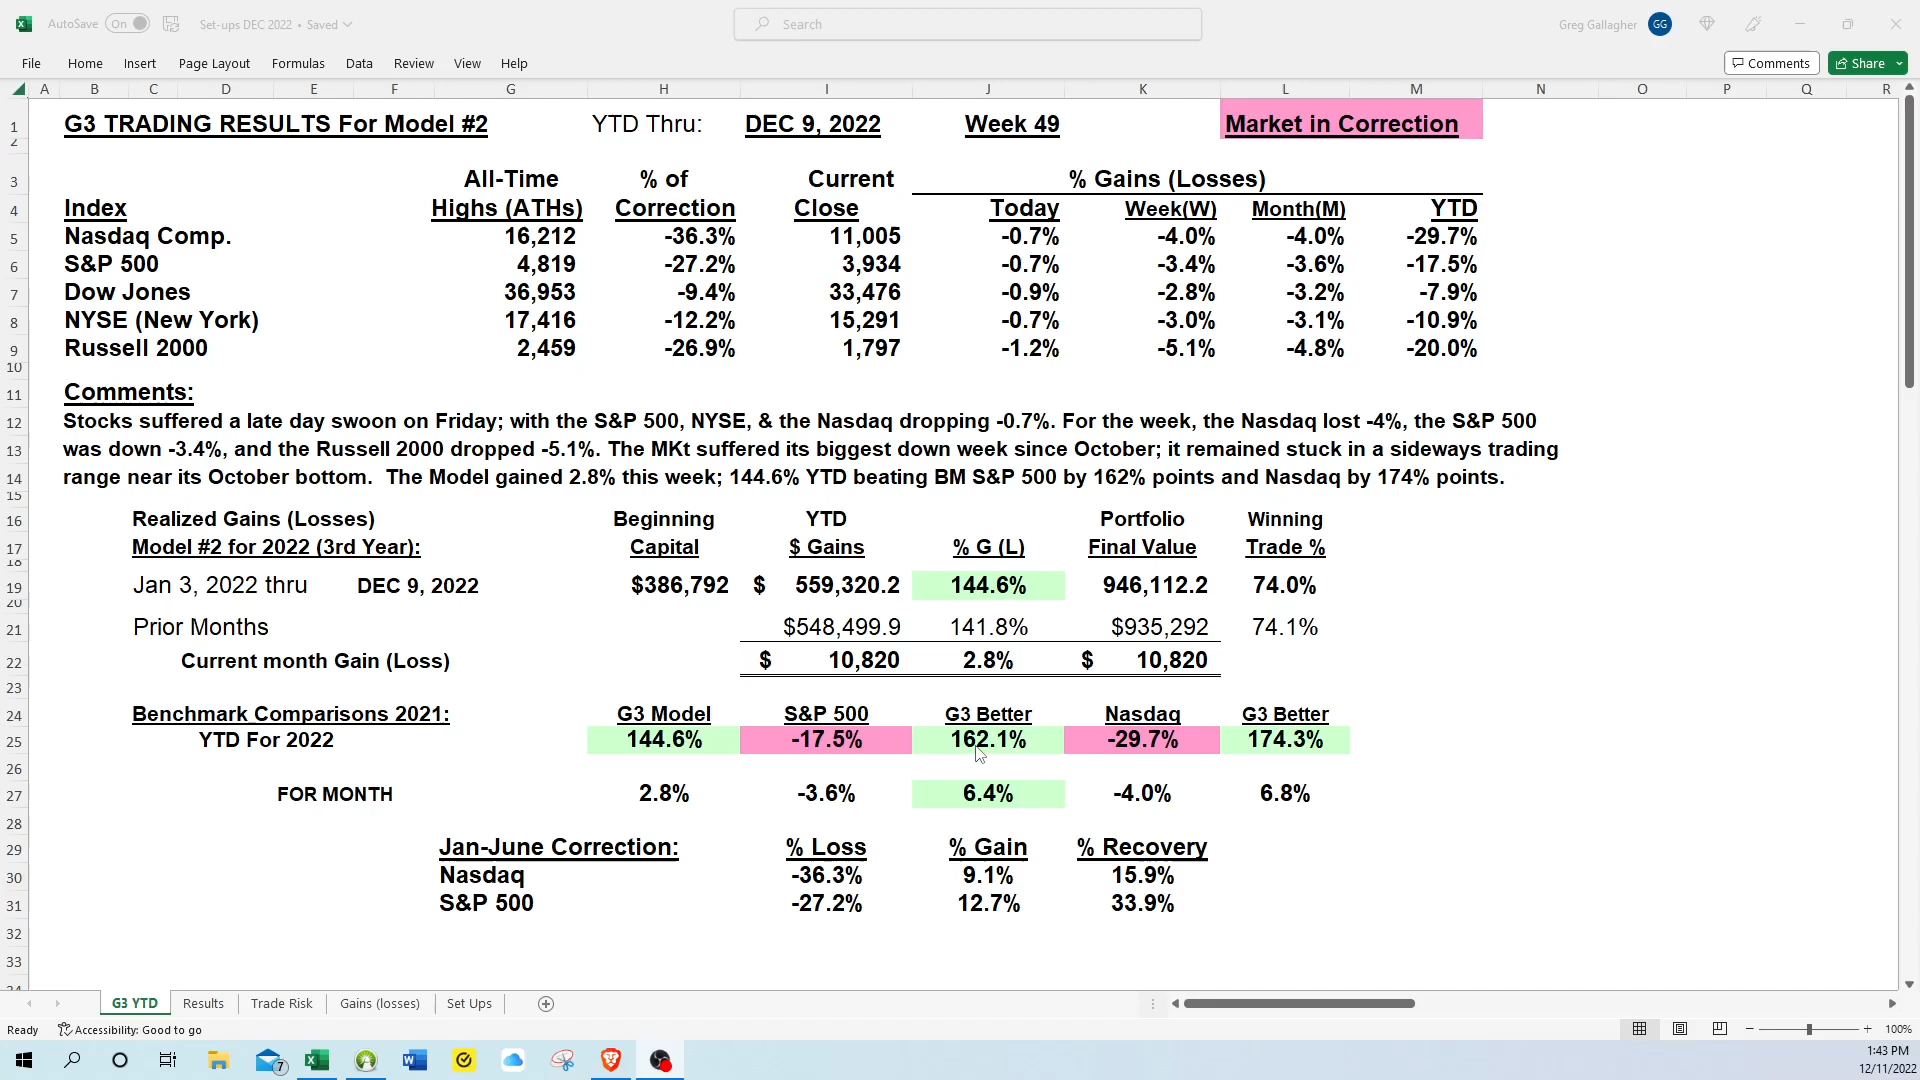 AutoSave On Set-ups DEC 2022 • Saved Search Greg Gallagher GG
File Home Insert Page Layout Formulas Data Review View Help Comments Share
A B C D E F G H I J K L M N O P Q R
1 G3 TRADING RESULTS For Model #2 YTD Thru: DEC 9, 2022 Week 49 Market in Correction
2
3 All-Time % of Current % Gains (Losses)
4 Index Highs (ATHs) Correction Close Today Week(W) Month(M) YTD
5 Nasdaq Comp. 16,212 -36.3% 11,005 -0.7% -4.0% -4.0% -29.7%
6 S&P 500 4,819 -27.2% 3,934 -0.7% -3.4% -3.6% -17.5%
7 Dow Jones 36,953 -9.4% 33,476 -0.9% -2.8% -3.2% -7.9%
8 NYSE (New York) 17,416 -12.2% 15,291 -0.7% -3.0% -3.1% -10.9%
9 Russell 2000 2,459 -26.9% 1,797 -1.2% -5.1% -4.8% -20.0%
10
11 Comments:
12 Stocks suffered a late day swoon on Friday; with the S&P 500, NYSE, & the Nasdaq dropping -0.7%. For the week, the Nasdaq lost -4%, the S&P 500
13 was down -3.4%, and the Russell 2000 dropped -5.1%. The MKt suffered its biggest down week since October; it remained stuck in a sideways trading
14 range near its October bottom. The Model gained 2.8% this week; 144.6% YTD beating BM S&P 500 by 162% points and Nasdaq by 174% points.
15
16 Realized Gains (Losses) Beginning YTD Portfolio Winning
17 Model #2 for 2022 (3rd Year): Capital $ Gains % G (L) Final Value Trade %
18
19 Jan 3, 2022 thru DEC 9, 2022 $386,792 $ 559,320.2 144.6% 946,112.2 74.0%
20
21 Prior Months $548,499.9 141.8% $935,292 74.1%
22 Current month Gain (Loss) $ 10,820 2.8% $ 10,820
23
24 Benchmark Comparisons 2021: G3 Model S&P 500 G3 Better Nasdaq G3 Better
25 YTD For 2022 144.6% -17.5% 162.1% -29.7% 174.3%
26
27 FOR MONTH 2.8% -3.6% 6.4% -4.0% 6.8%
28
29 Jan-June Correction: % Loss % Gain % Recovery
30 Nasdaq -36.3% 9.1% 15.9%
31 S&P 500 -27.2% 12.7% 33.9%
32
33
34
G3 YTD Results Trade Risk Gains (losses) Set Ups
Ready Accessibility: Good to go 100%
7 1:43 PM
12/11/2022